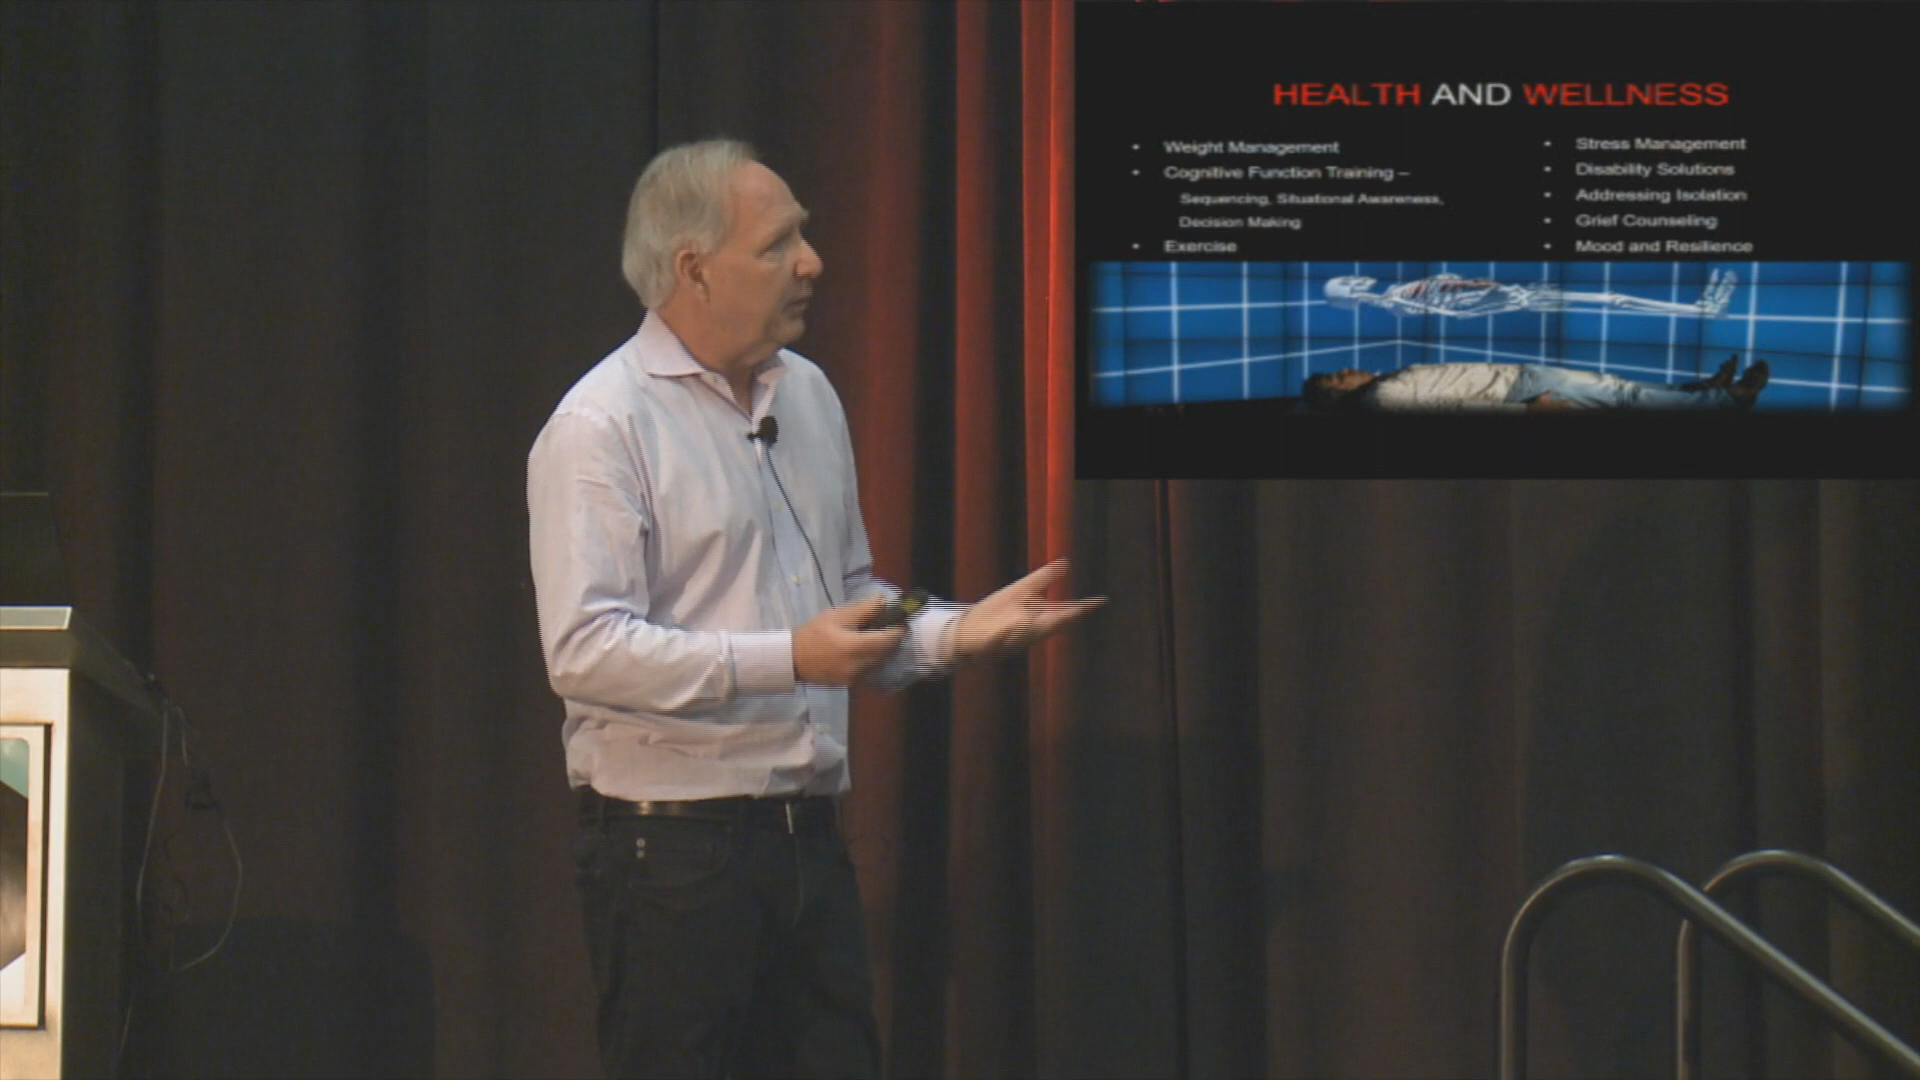 HEALTH AND WELLNESS
• Weight Management
• Cognitive Function Training –
Sequencing, Situational Awareness,
Decision Making
• Exercise
• Stress Management
• Disability Solutions
• Addressing Isolation
• Grief Counseling
• Mood and Resilience